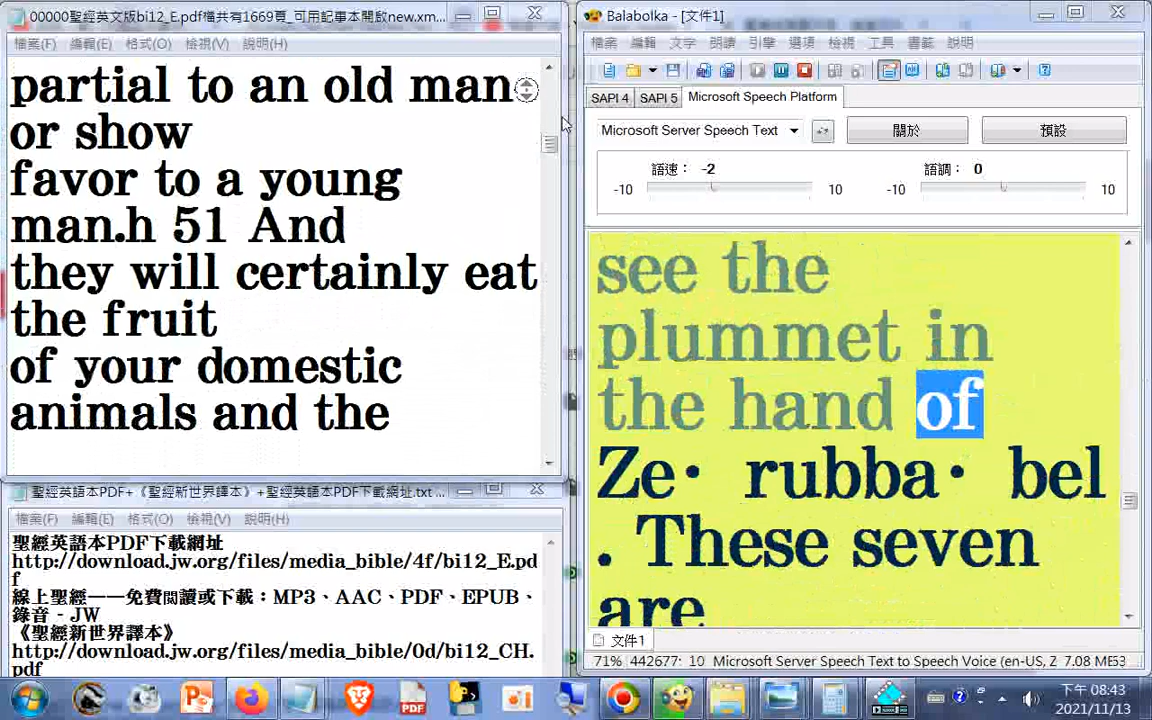 00000聖經英文版bi12_E.pdf檔共有1669頁_可用記事本開啟new.xm...
檔案(F) 編輯(E) 格式(O) 檢視(V) 說明(H)
partial to an old man
or show
favor to a young
man.h 51 And
they will certainly eat
the fruit
of your domestic
animals and the
聖經英語本PDF+《聖經新世界譯本》+聖經英語本PDF下載網址.txt ...
檔案(F) 編輯(E) 格式(O) 檢視(V) 說明(H)
聖經英語本PDF下載網址
http://download.jw.org/files/media_bible/4f/bi12_E.pd
f
線上聖經——免費閱讀或下載：MP3、AAC、PDF、EPUB、
錄音 - JW
《聖經新世界譯本》
http://download.jw.org/files/media_bible/0d/bi12_CH.
pdf
Balabolka - [文件1]
檔案 編輯 文字 朗讀 引擎 選項 檢視 工具 書籤 說明
SAPI 4 SAPI 5 Microsoft Speech Platform
Microsoft Server Speech Text 關於 預設
語速： -2 語調： 0
-10 10 -10 10
see the
plummet in
the hand of
Ze· rubba· bel
. These seven
are
文件1
71% 442677: 10 Microsoft Server Speech Text to Speech Voice (en-US, Z 7.08 ME53
下午 08:43
2021/11/13